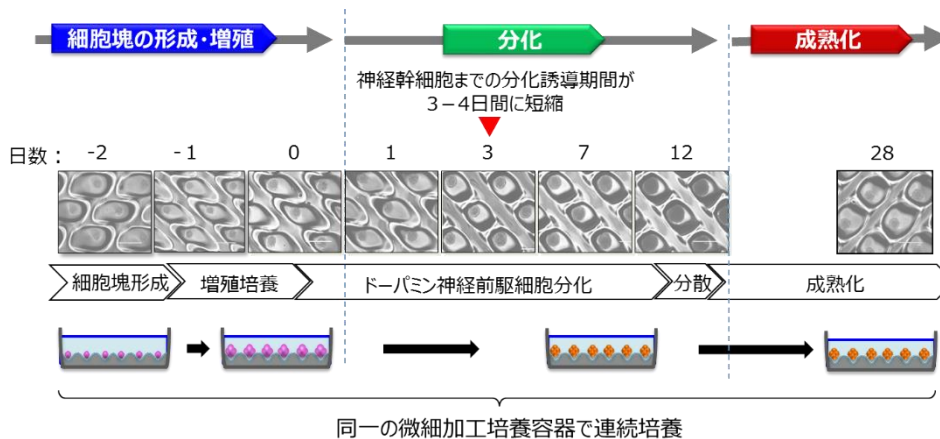 細胞塊の形成・増殖
分化
成熟化
神経幹細胞までの分化誘導期間が
3-4日間に短縮
日数： -2 -1 0 1 3 7 12 28
細胞塊形成 増殖培養 ドーパミン神経前駆細胞分化 分散 成熟化
同一の微細加工培養容器で連続培養